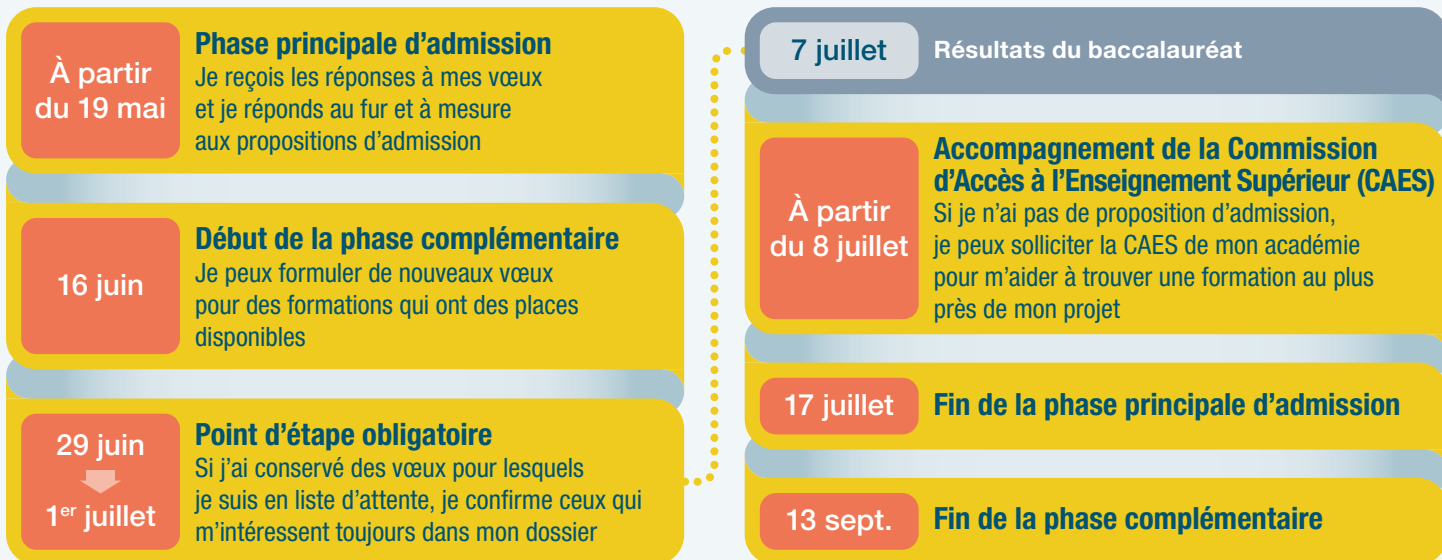 À partir
du 19 mai
Phase principale d'admission
Je reçois les réponses à mes vœux
et je réponds au fur et à mesure
aux propositions d'admission
16 juin
Début de la phase complémentaire
Je peux formuler de nouveaux vœux
pour des formations qui ont des places
disponibles
29 juin
1er juillet
Point d'étape obligatoire
Si j'ai conservé des vœux pour lesquels
je suis en liste d'attente, je confirme ceux qui
m'intéressent toujours dans mon dossier
7 juillet
Résultats du baccalauréat
À partir
du 8 juillet
Accompagnement de la Commission
d'Accès à l'Enseignement Supérieur (CAES)
Si je n'ai pas de proposition d'admission,
je peux solliciter la CAES de mon académie
pour m'aider à trouver une formation au plus
près de mon projet
17 juillet
Fin de la phase principale d'admission
13 sept.
Fin de la phase complémentaire